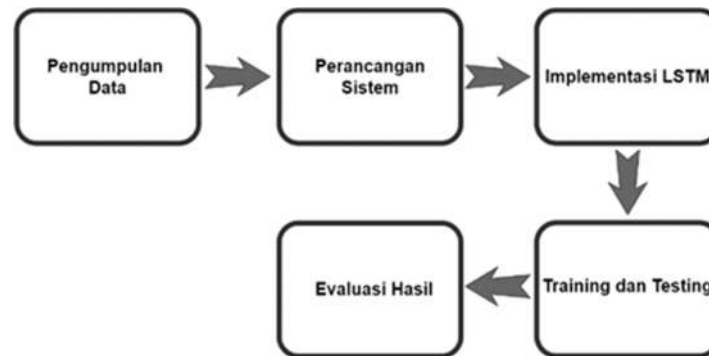 Pengumpulan
Data
Perancangan
Sistem
Implementasi LSTM
Training dan Testing
Evaluasi Hasil